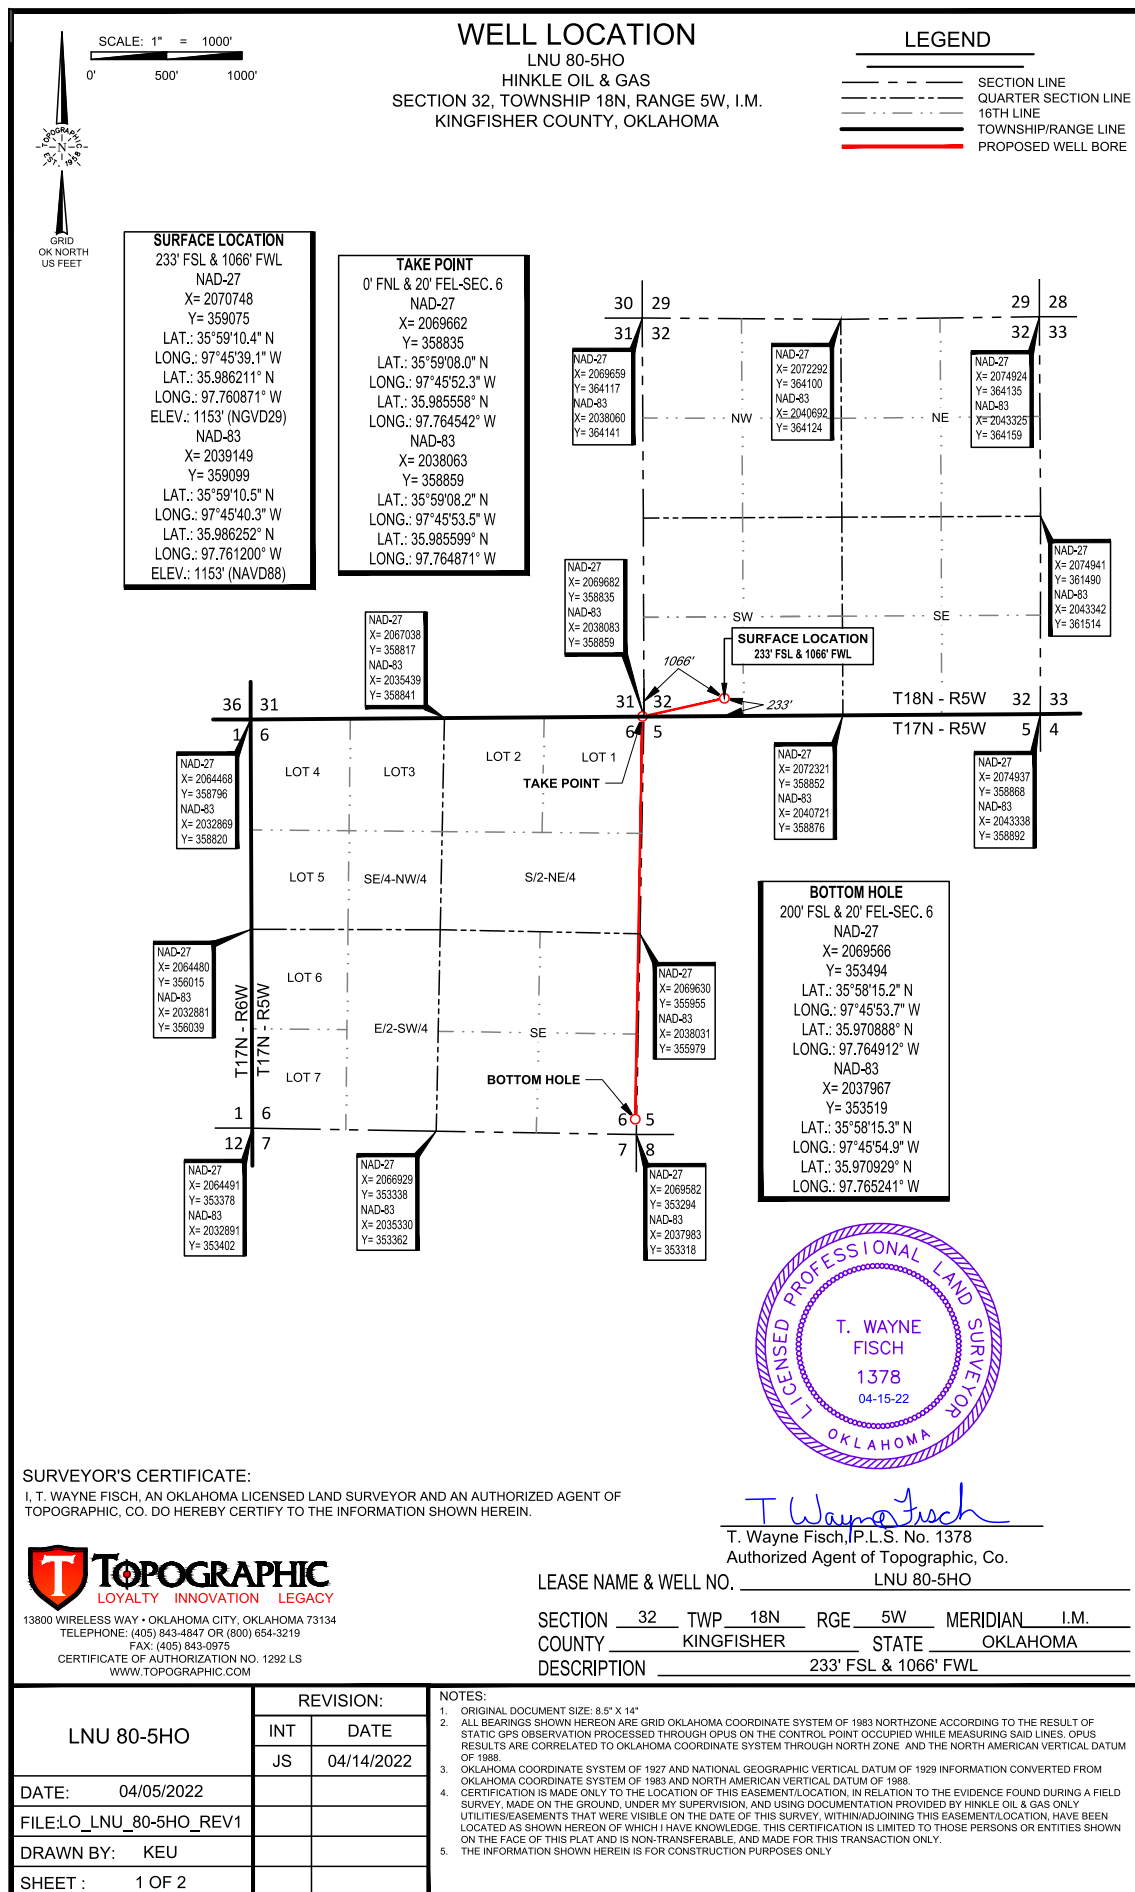 SCALE: 1" = 1000'
0' 500' 1000'
TOPOGRAPHIC
N
EST. 1958
GRID
OK NORTH
US FEET
WELL LOCATION
LNU 80-5HO
HINKLE OIL & GAS
SECTION 32, TOWNSHIP 18N, RANGE 5W, I.M.
KINGFISHER COUNTY, OKLAHOMA
LEGEND
SECTION LINE
QUARTER SECTION LINE
16TH LINE
TOWNSHIP/RANGE LINE
PROPOSED WELL BORE
SURFACE LOCATION
233' FSL & 1066' FWL
NAD-27
X= 2070748
Y= 359075
LAT.: 35°59'10.4" N
LONG.: 97°45'39.1" W
LAT.: 35.986211° N
LONG.: 97.760871° W
ELEV.: 1153' (NGVD29)
NAD-83
X= 2039149
Y= 359099
LAT.: 35°59'10.5" N
LONG.: 97°45'40.3" W
LAT.: 35.986252° N
LONG.: 97.761200° W
ELEV.: 1153' (NAVD88)
TAKE POINT
0' FNL & 20' FEL-SEC. 6
NAD-27
X= 2069662
Y= 358835
LAT.: 35°59'08.0" N
LONG.: 97°45'52.3" W
LAT.: 35.985558° N
LONG.: 97.764542° W
NAD-83
X= 2038063
Y= 358859
LAT.: 35°59'08.2" N
LONG.: 97°45'53.5" W
LAT.: 35.985599° N
LONG.: 97.764871° W
30 29
31 32
29 28
32 33
NAD-27
X= 2069659
Y= 364117
NAD-83
X= 2038060
Y= 364141
NAD-27
X= 2072292
Y= 364100
NAD-83
X= 2040692
Y= 364124
NAD-27
X= 2074924
Y= 364135
NAD-83
X= 2043325
Y= 364159
NW
NE
NAD-27
X= 2074941
Y= 361490
NAD-83
X= 2043342
Y= 361514
NAD-27
X= 2069682
Y= 358835
NAD-83
X= 2038083
Y= 358859
NAD-27
X= 2067038
Y= 358817
NAD-83
X= 2035439
Y= 358841
SW
SE
SURFACE LOCATION
233' FSL & 1066' FWL
1066'
233'
36 31
1 6
31 32
6 5
T18N - R5W
T17N - R5W
32 33
5 4
NAD-27
X= 2064468
Y= 358796
NAD-83
X= 2032869
Y= 358820
LOT 4
LOT3
LOT 2
LOT 1
TAKE POINT
NAD-27
X= 2072321
Y= 358852
NAD-83
X= 2040721
Y= 358876
NAD-27
X= 2074937
Y= 358868
NAD-83
X= 2043338
Y= 358892
LOT 5
SE/4-NW/4
S/2-NE/4
NAD-27
X= 2064480
Y= 356015
NAD-83
X= 2032881
Y= 356039
T17N - R6W
T17N - R5W
LOT 6
E/2-SW/4
SE
NAD-27
X= 2069630
Y= 355955
NAD-83
X= 2038031
Y= 355979
LOT 7
BOTTOM HOLE
1 6
12 7
6 5
7 8
NAD-27
X= 2064491
Y= 353378
NAD-83
X= 2032891
Y= 353402
NAD-27
X= 2066929
Y= 353338
NAD-83
X= 2035330
Y= 353362
NAD-27
X= 2069582
Y= 353294
NAD-83
X= 2037983
Y= 353318
BOTTOM HOLE
200' FSL & 20' FEL-SEC. 6
NAD-27
X= 2069566
Y= 353494
LAT.: 35°58'15.2" N
LONG.: 97°45'53.7" W
LAT.: 35.970888° N
LONG.: 97.764912° W
NAD-83
X= 2037967
Y= 353519
LAT.: 35°58'15.3" N
LONG.: 97°45'54.9" W
LAT.: 35.970929° N
LONG.: 97.765241° W
LICENSED PROFESSIONAL LAND SURVEYOR
T. WAYNE
FISCH
1378
04-15-22
OKLAHOMA
SURVEYOR'S CERTIFICATE:
I, T. WAYNE FISCH, AN OKLAHOMA LICENSED LAND SURVEYOR AND AN AUTHORIZED AGENT OF
TOPOGRAPHIC, CO. DO HEREBY CERTIFY TO THE INFORMATION SHOWN HEREIN.
T Wayne Fisch
T. Wayne Fisch, P.L.S. No. 1378
Authorized Agent of Topographic, Co.
T TOPOGRAPHIC
LOYALTY INNOVATION LEGACY
13800 WIRELESS WAY • OKLAHOMA CITY, OKLAHOMA 73134
TELEPHONE: (405) 843-4847 OR (800) 654-3219
FAX: (405) 843-0975
CERTIFICATE OF AUTHORIZATION NO. 1292 LS
WWW.TOPOGRAPHIC.COM
LEASE NAME & WELL NO. LNU 80-5HO
SECTION 32 TWP 18N RGE 5W MERIDIAN I.M.
COUNTY KINGFISHER STATE OKLAHOMA
DESCRIPTION 233' FSL & 1066' FWL
LNU 80-5HO
REVISION:
INT DATE
JS 04/14/2022
DATE: 04/05/2022
FILE:LO_LNU_80-5HO_REV1
DRAWN BY: KEU
SHEET : 1 OF 2
NOTES:
1. ORIGINAL DOCUMENT SIZE: 8.5" X 14"
2. ALL BEARINGS SHOWN HEREON ARE GRID OKLAHOMA COORDINATE SYSTEM OF 1983 NORTHZONE ACCORDING TO THE RESULT OF
STATIC GPS OBSERVATION PROCESSED THROUGH OPUS ON THE CONTROL POINT OCCUPIED WHILE MEASURING SAID LINES. OPUS
RESULTS ARE CORRELATED TO OKLAHOMA COORDINATE SYSTEM THROUGH NORTH ZONE AND THE NORTH AMERICAN VERTICAL DATUM
OF 1988.
3. OKLAHOMA COORDINATE SYSTEM OF 1927 AND NATIONAL GEOGRAPHIC VERTICAL DATUM OF 1929 INFORMATION CONVERTED FROM
OKLAHOMA COORDINATE SYSTEM OF 1983 AND NORTH AMERICAN VERTICAL DATUM OF 1988.
4. CERTIFICATION IS MADE ONLY TO THE LOCATION OF THIS EASEMENT/LOCATION, IN RELATION TO THE EVIDENCE FOUND DURING A FIELD
SURVEY, MADE ON THE GROUND, UNDER MY SUPERVISION, AND USING DOCUMENTATION PROVIDED BY HINKLE OIL & GAS ONLY
UTILITIES/EASEMENTS THAT WERE VISIBLE ON THE DATE OF THIS SURVEY, WITHIN/ADJOINING THIS EASEMENT/LOCATION, HAVE BEEN
LOCATED AS SHOWN HEREON OF WHICH I HAVE KNOWLEDGE. THIS CERTIFICATION IS LIMITED TO THOSE PERSONS OR ENTITIES SHOWN
ON THE FACE OF THIS PLAT AND IS NON-TRANSFERABLE, AND MADE FOR THIS TRANSACTION ONLY.
5. THE INFORMATION SHOWN HEREIN IS FOR CONSTRUCTION PURPOSES ONLY